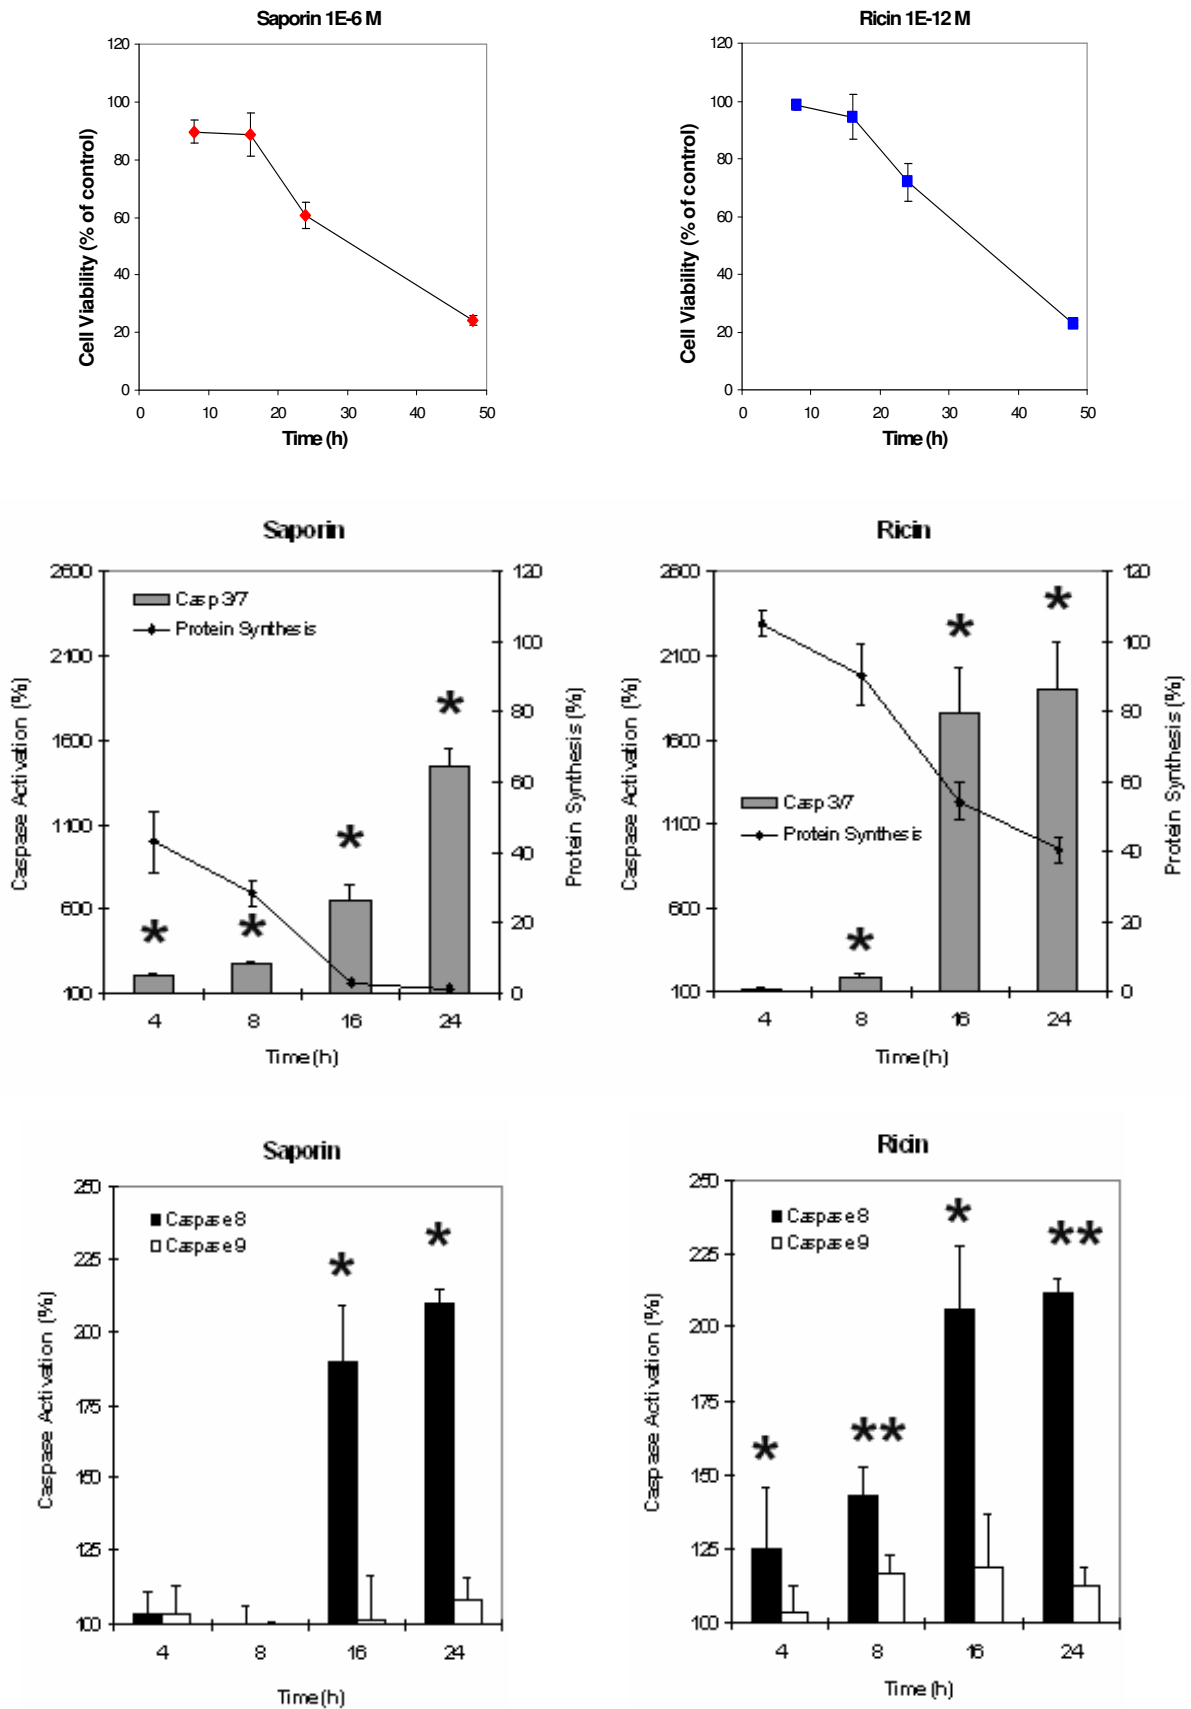 Saporin 1E-6 M
120
100
80
60
40
20
0
Cell Viability (% of control)
0 10 20 30 40 50
Time (h)
Ricin 1E-12 M
120
100
80
60
40
20
0
Cell Viability (% of control)
0 10 20 30 40 50
Time (h)
Saporin
2600
2100
1600
1100
600
100
Caspase Activation (%)
Casp 3/7
Protein Synthesis
* * * *
120
100
80
60
40
20
0
Protein Synthesis (%)
4 8 16 24
Time (h)
Ricin
2600
2100
1600
1100
600
100
Caspase Activation (%)
Casp 3/7
Protein Synthesis
* * *
120
100
80
60
40
20
0
Protein Synthesis (%)
4 8 16 24
Time (h)
Saporin
250
225
200
175
150
125
100
Caspase Activation (%)
Caspase 8
Caspase 9
* *
4 8 16 24
Time (h)
Ricin
250
225
200
175
150
125
100
Caspase Activation (%)
Caspase 8
Caspase 9
* ** * **
4 8 16 24
Time (h)